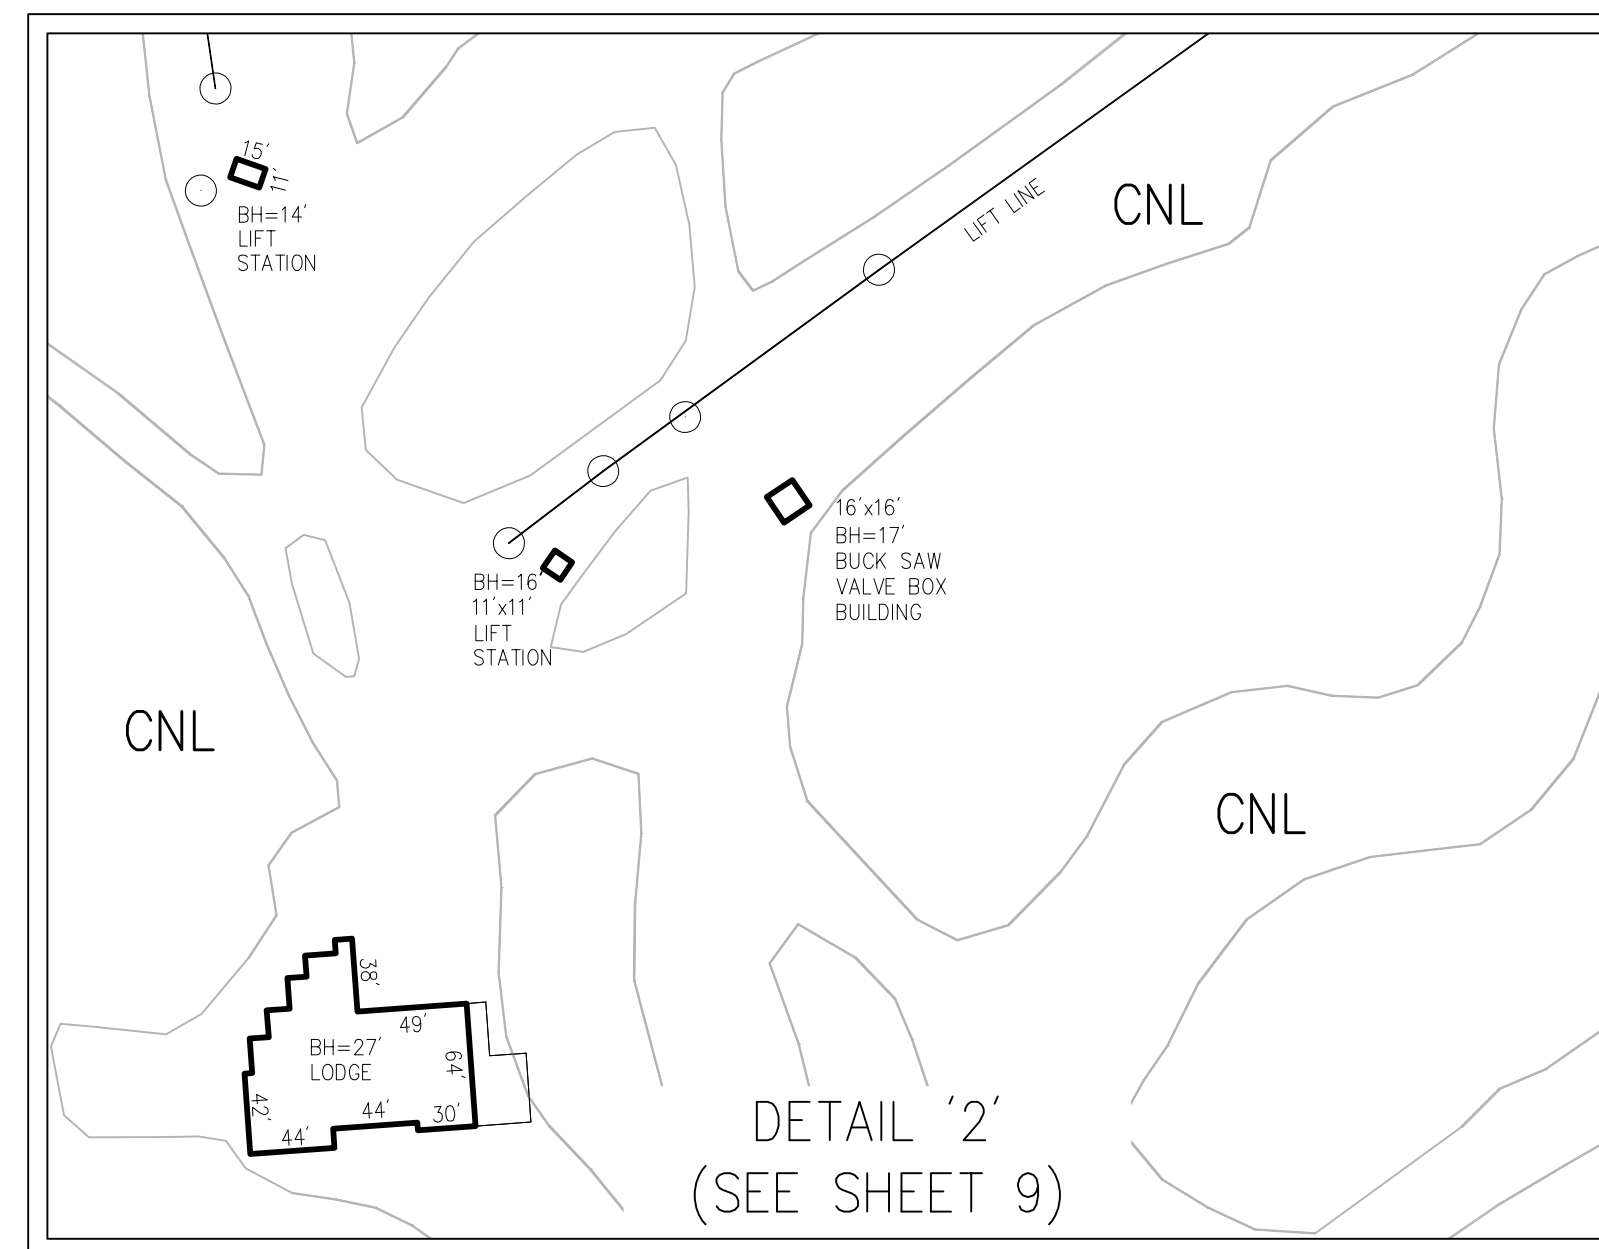 15'
11'
BH=14'
LIFT
STATION
LIFT LINE
CNL
16'x16'
BH=17'
BUCK SAW
VALVE BOX
BUILDING
BH=16'
11'x11'
LIFT
STATION
CNL
CNL
38'
49'
BH=27'
LODGE
64'
42'
44'
30'
44'
DETAIL '2'
(SEE SHEET 9)